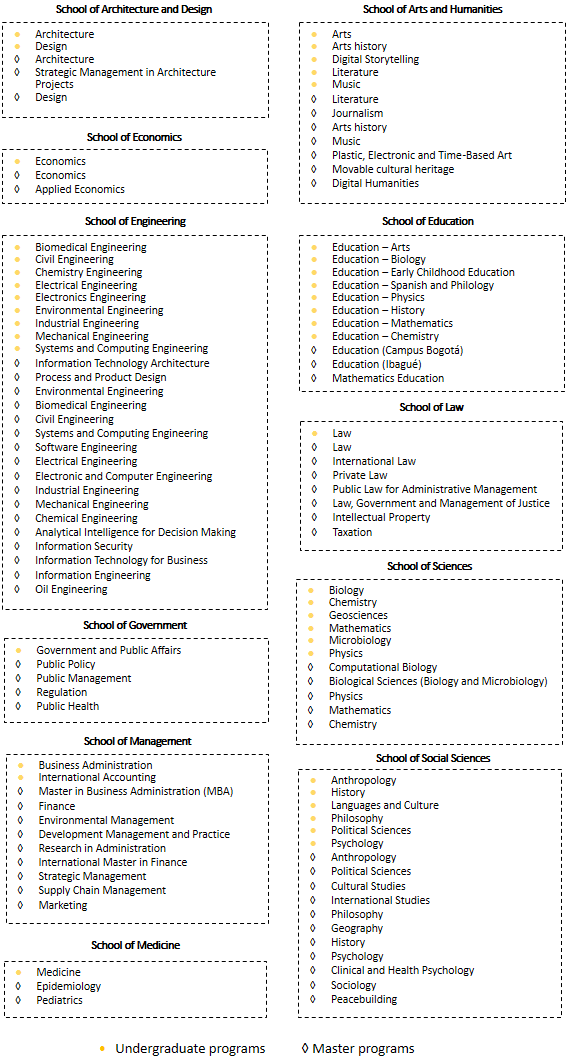 School of Architecture and Design
Architecture
Design
Architecture
Strategic Management in Architecture
Projects
Design
School of Economics
Economics
Economics
Applied Economics
School of Engineering
Biomedical Engineering
Civil Engineering
Chemistry Engineering
Electrical Engineering
Electronics Engineering
Environmental Engineering
Industrial Engineering
Mechanical Engineering
Systems and Computing Engineering
Information Technology Architecture
Process and Product Design
Environmental Engineering
Biomedical Engineering
Civil Engineering
Systems and Computing Engineering
Software Engineering
Electrical Engineering
Electronic and Computer Engineering
Industrial Engineering
Mechanical Engineering
Chemical Engineering
Analytical Intelligence for Decision Making
Information Security
Information Technology for Business
Information Engineering
Oil Engineering
School of Government
Government and Public Affairs
Public Policy
Public Management
Regulation
Public Health
School of Management
Business Administration
International Accounting
Master in Business Administration (MBA)
Finance
Environmental Management
Development Management and Practice
Research in Administration
International Master in Finance
Strategic Management
Supply Chain Management
Marketing
School of Medicine
Medicine
Epidemiology
Pediatrics
School of Arts and Humanities
Arts
Arts history
Digital Storytelling
Literature
Music
Literature
Journalism
Arts history
Music
Plastic, Electronic and Time-Based Art
Movable cultural heritage
Digital Humanities
School of Education
Education – Arts
Education – Biology
Education – Early Childhood Education
Education – Spanish and Philology
Education – Physics
Education – History
Education – Mathematics
Education – Chemistry
Education (Campus Bogotá)
Education (Ibagué)
Mathematics Education
School of Law
Law
Law
International Law
Private Law
Public Law for Administrative Management
Law, Government and Management of Justice
Intellectual Property
Taxation
School of Sciences
Biology
Chemistry
Geosciences
Mathematics
Microbiology
Physics
Computational Biology
Biological Sciences (Biology and Microbiology)
Physics
Mathematics
Chemistry
School of Social Sciences
Anthropology
History
Languages and Culture
Philosophy
Political Sciences
Psychology
Anthropology
Political Sciences
Cultural Studies
International Studies
Philosophy
Geography
History
Psychology
Clinical and Health Psychology
Sociology
Peacebuilding
Undergraduate programs
◊ Master programs